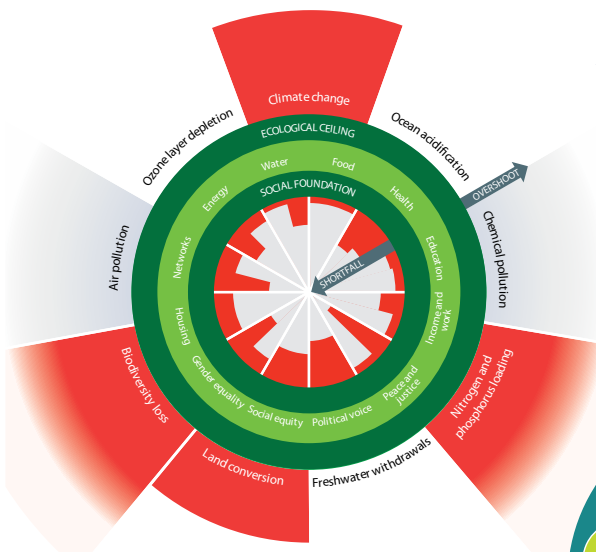 Climate change
ECOLOGICAL CEILING
Ozone layer depletion
Ocean acidification
Water
Food
Energy
Health
SOCIAL FOUNDATION
OVERSHOOT
SHORTFALL
Networks
Education
Air pollution
Chemical pollution
Housing
Income and
work
Gender equality
Social equity
Political voice
Peace and
justice
Biodiversity loss
Nitrogen and
phosphorus loading
Land conversion
Freshwater withdrawals